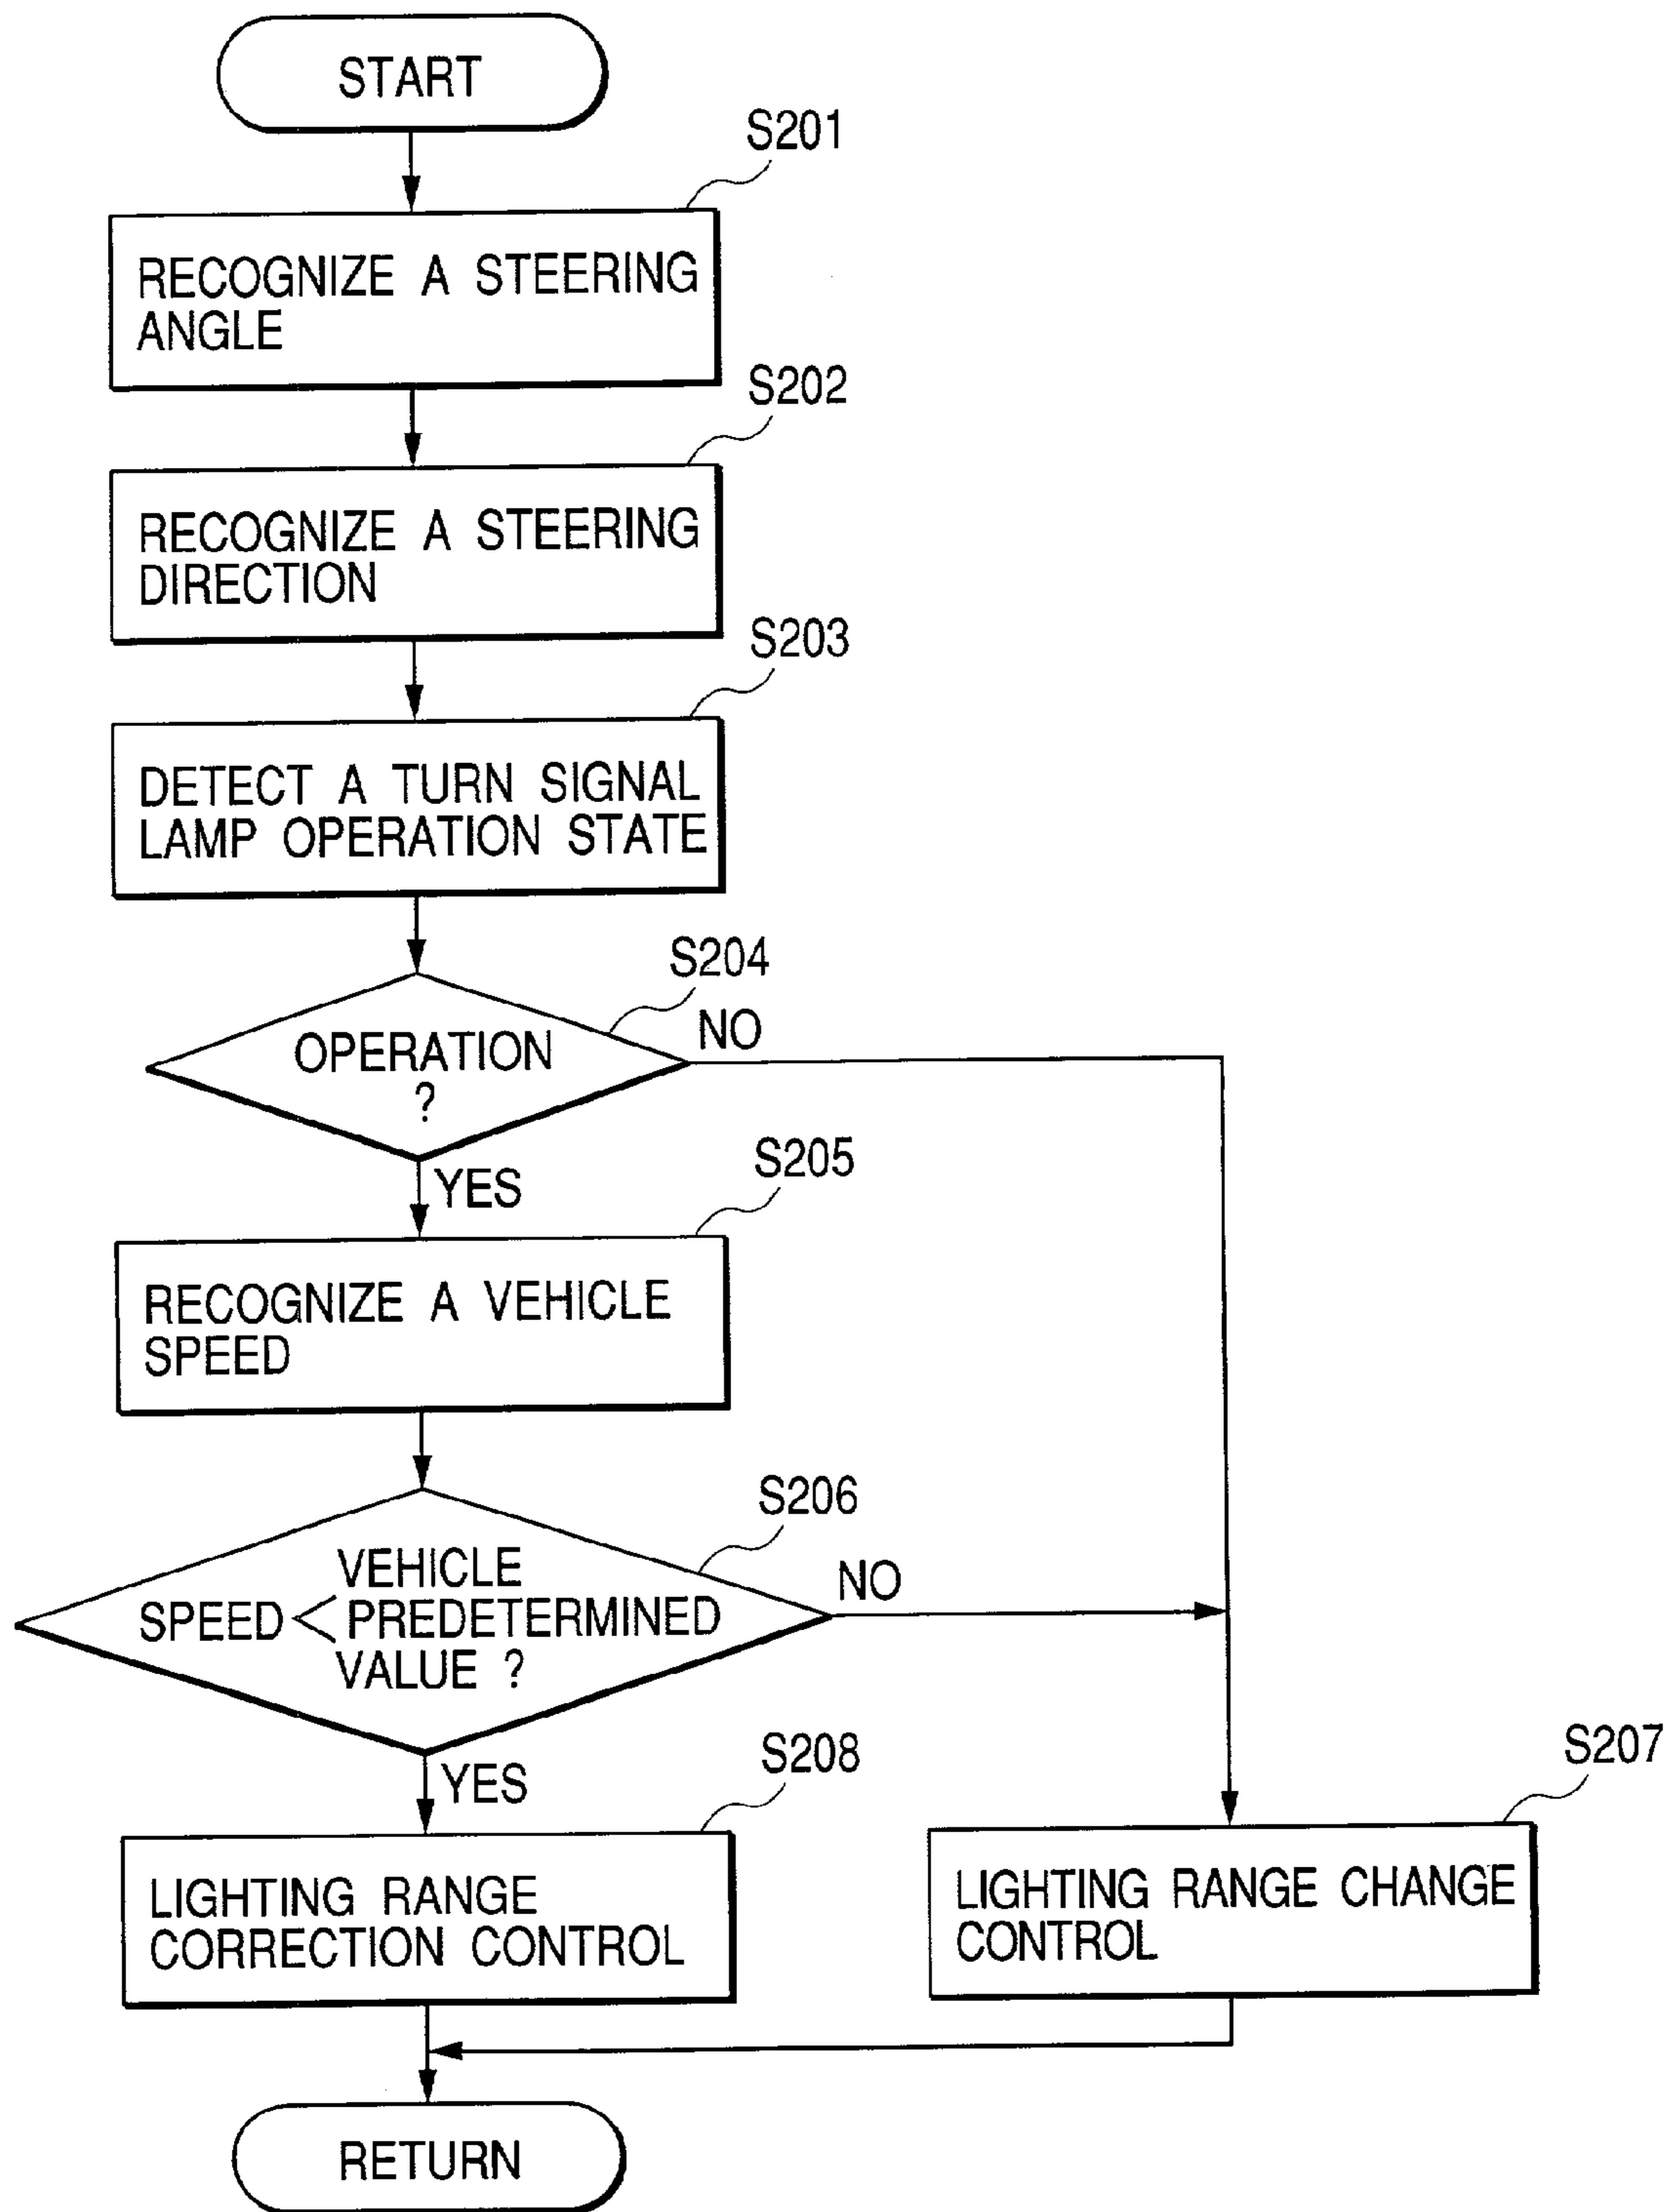 START
S201
RECOGNIZE A STEERING
ANGLE
S202
RECOGNIZE A STEERING
DIRECTION
S203
DETECT A TURN SIGNAL
LAMP OPERATION STATE
S204
OPERATION
?
NO
YES
S205
RECOGNIZE A VEHICLE
SPEED
S206
VEHICLE
SPEED < PREDETERMINED
VALUE ?
NO
YES
S208
LIGHTING RANGE
CORRECTION CONTROL
S207
LIGHTING RANGE CHANGE
CONTROL
RETURN